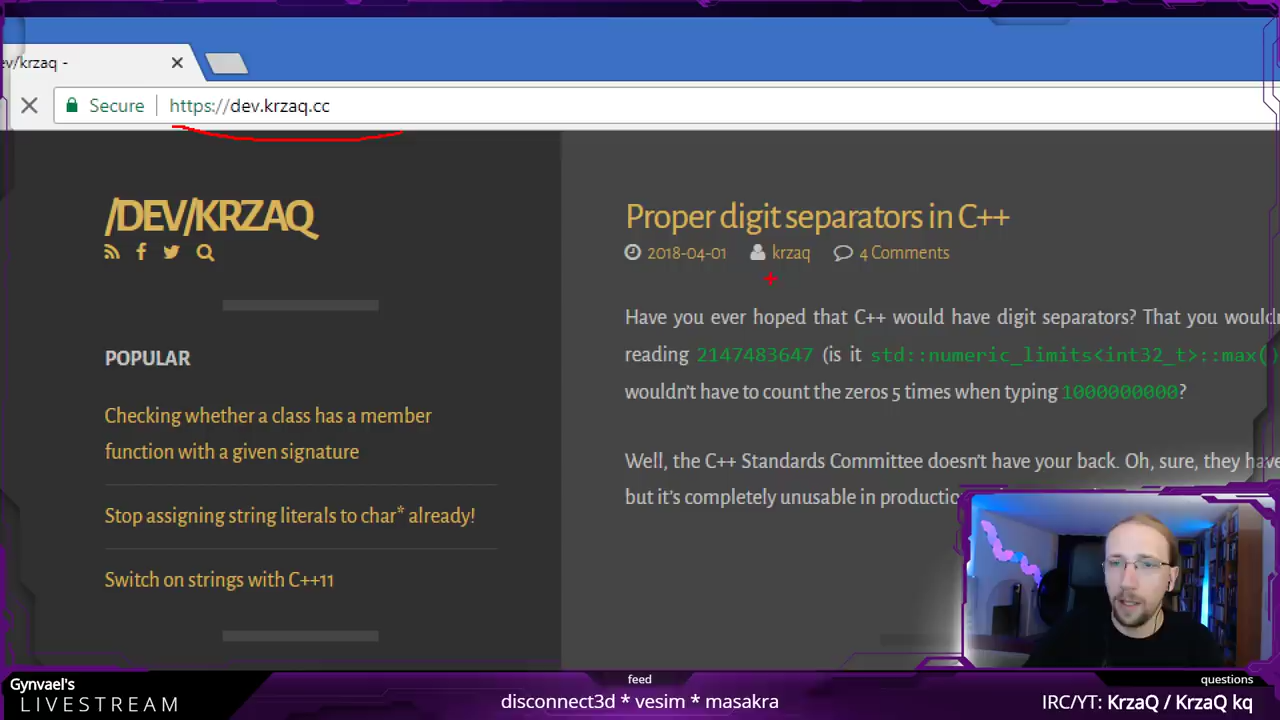 ev/krzaq -
Secure
https://dev.krzaq.cc
/DEV/KRZAQ
POPULAR
Checking whether a class has a member
function with a given signature
Stop assigning string literals to char* already!
Switch on strings with C++11
Proper digit separators in C++
2018-04-01 krzaq 4 Comments
Have you ever hoped that C++ would have digit separators? That you
reading 2147483647 (is it std::numeric_limits<int32_t>::max()
wouldn't have to count the zeros 5 times when typing 1000000000?
Well, the C++ Standards Committee doesn't have your back. Oh, sure, they have
but it's completely unusable in
Gynvael's
LIVESTREAM
feed
disconnect3d * vesim * masakra
questions
IRC/YT: KrzaQ / KrzaQ kq